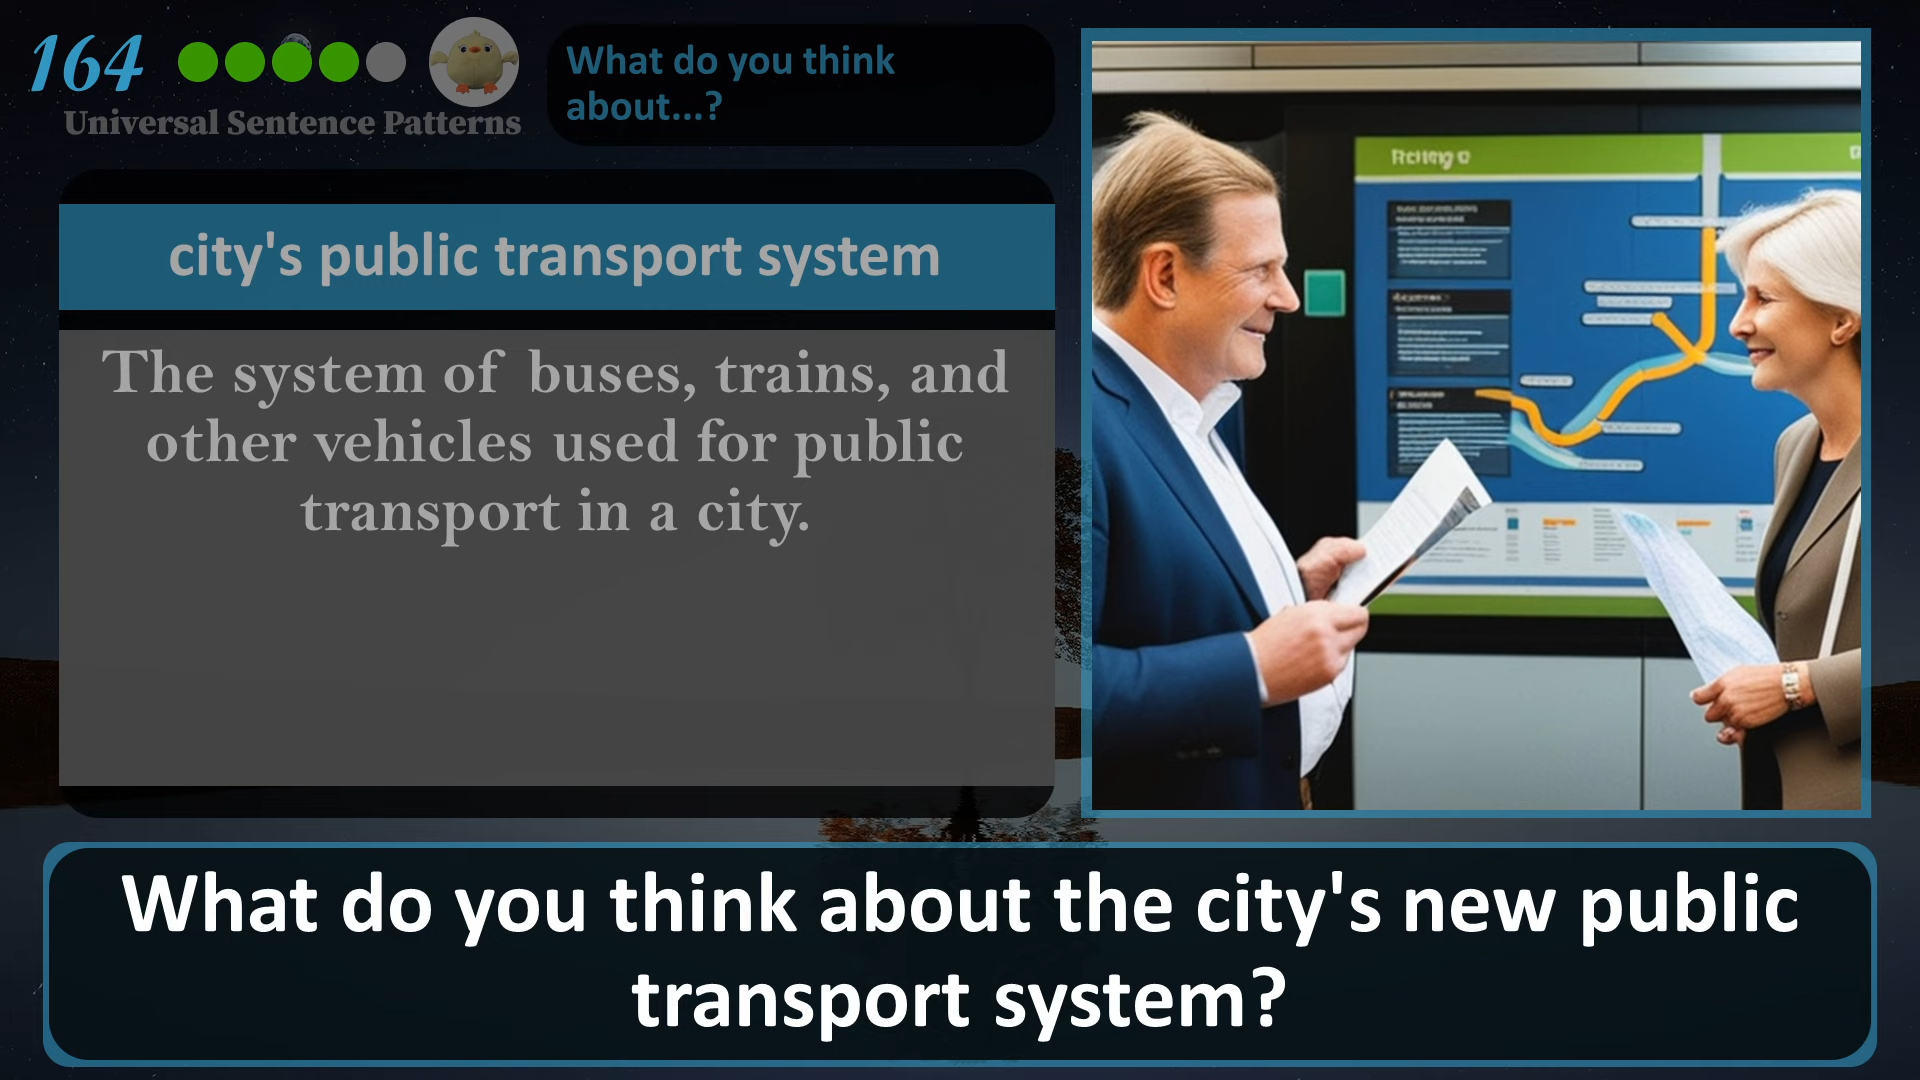 164
Universal Sentence Patterns
What do you think
about...?
city's public transport system
The system of buses, trains, and
other vehicles used for public
transport in a city.
What do you think about the city's new public
transport system?